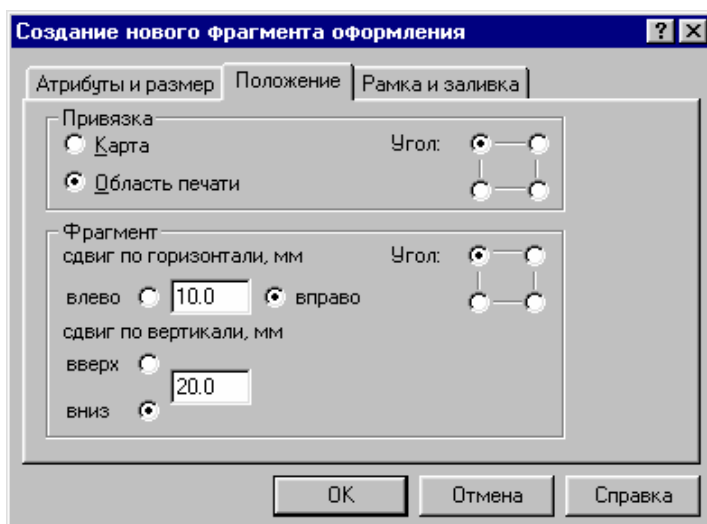 Создание нового фрагмента оформления
Атрибуты и размер Положение Рамка и заливка
Привязка
Карта Угол:
Область печати
Фрагмент
сдвиг по горизонтали, мм Угол:
влево 10.0 вправо
сдвиг по вертикали, мм
вверх
20.0
вниз
OK Отмена Справка